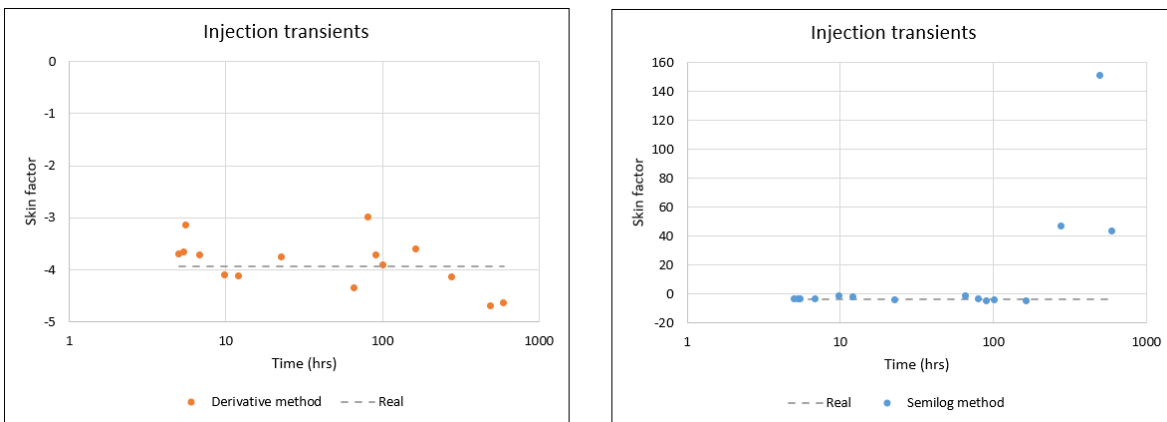 Injection transients
0
-1
-2
-3
-4
-5
Skin factor
1 10 100 1000
Time (hrs)
Derivative method Real
Injection transients
160
140
120
100
80
60
40
20
0
-20
Skin factor
1 10 100 1000
Time (hrs)
Real Semilog method